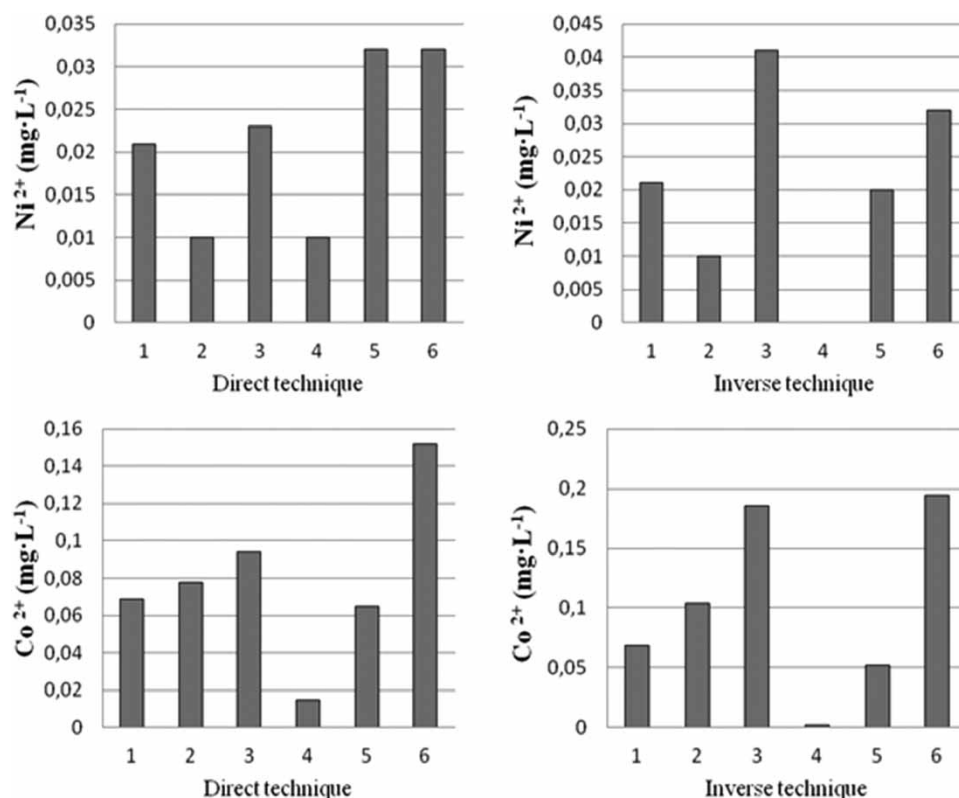 Ni 2+ (mg·L-1)
0,035
0,03
0,025
0,02
0,015
0,01
0,005
0
1 2 3 4 5 6
Direct technique
Ni 2+ (mg·L-1)
0,045
0,04
0,035
0,03
0,025
0,02
0,015
0,01
0,005
0
1 2 3 4 5 6
Inverse technique
Co 2+ (mg·L-1)
0,16
0,14
0,12
0,1
0,08
0,06
0,04
0,02
0
1 2 3 4 5 6
Direct technique
Co 2+ (mg·L-1)
0,25
0,2
0,15
0,1
0,05
0
1 2 3 4 5 6
Inverse technique